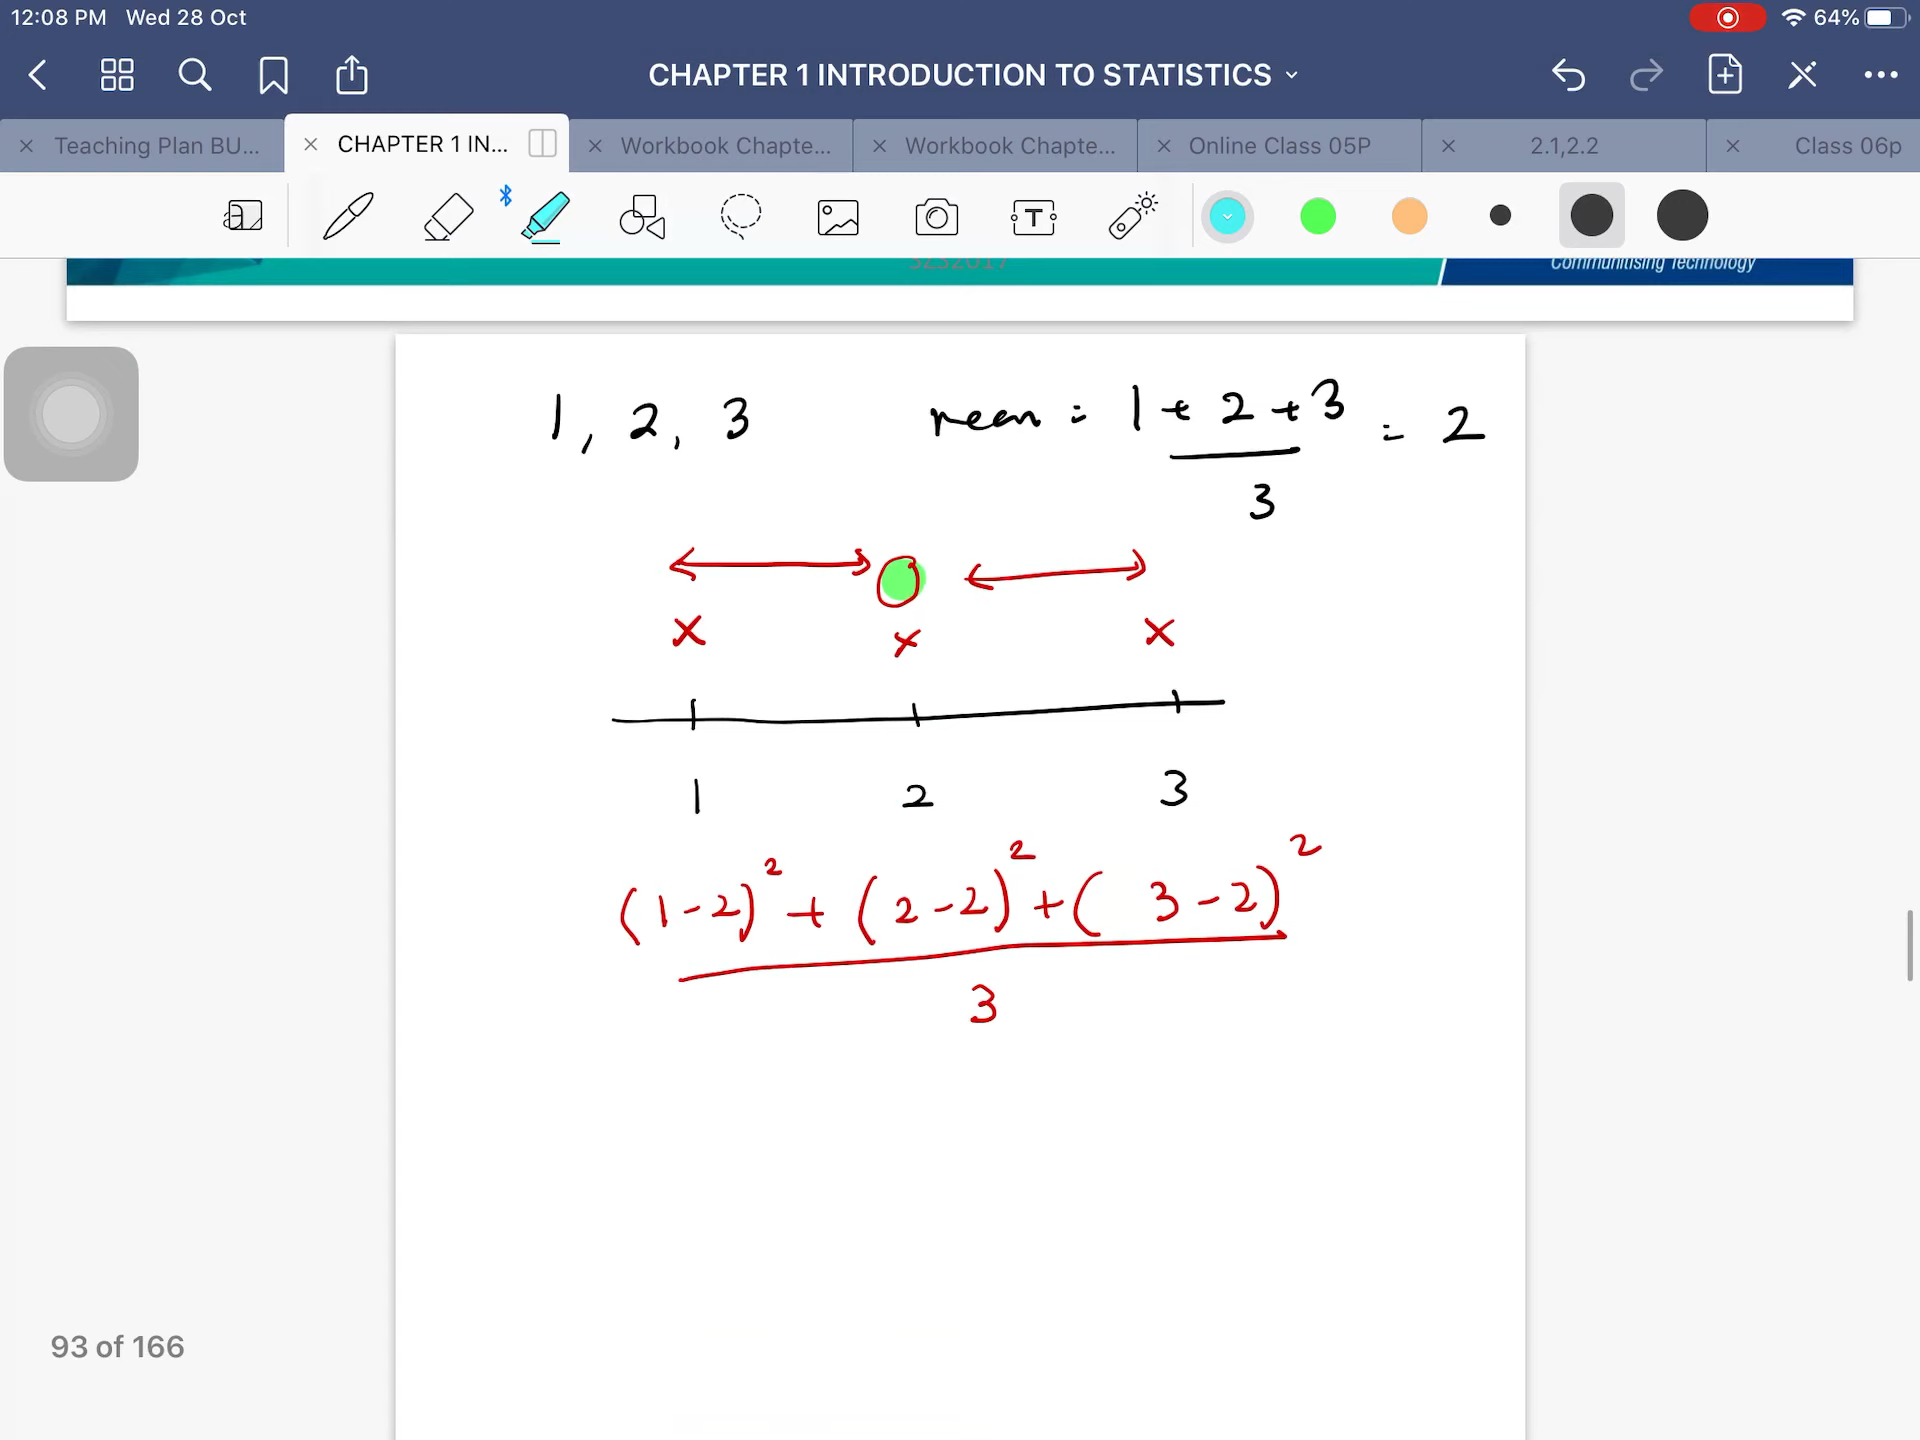 12:08 PM Wed 28 Oct
64%
CHAPTER 1 INTRODUCTION TO STATISTICS
Teaching Plan BU...
CHAPTER 1 IN...
Workbook Chapte...
Workbook Chapte...
Online Class 05P
2.1,2.2
Class 06p
SZS2017
Communitising Technology
1, 2, 3
mean = 1 + 2 + 3 = 2
3
x x x
1 2 3
(1-2)² + (2-2)² + (3-2)²
3
93 of 166